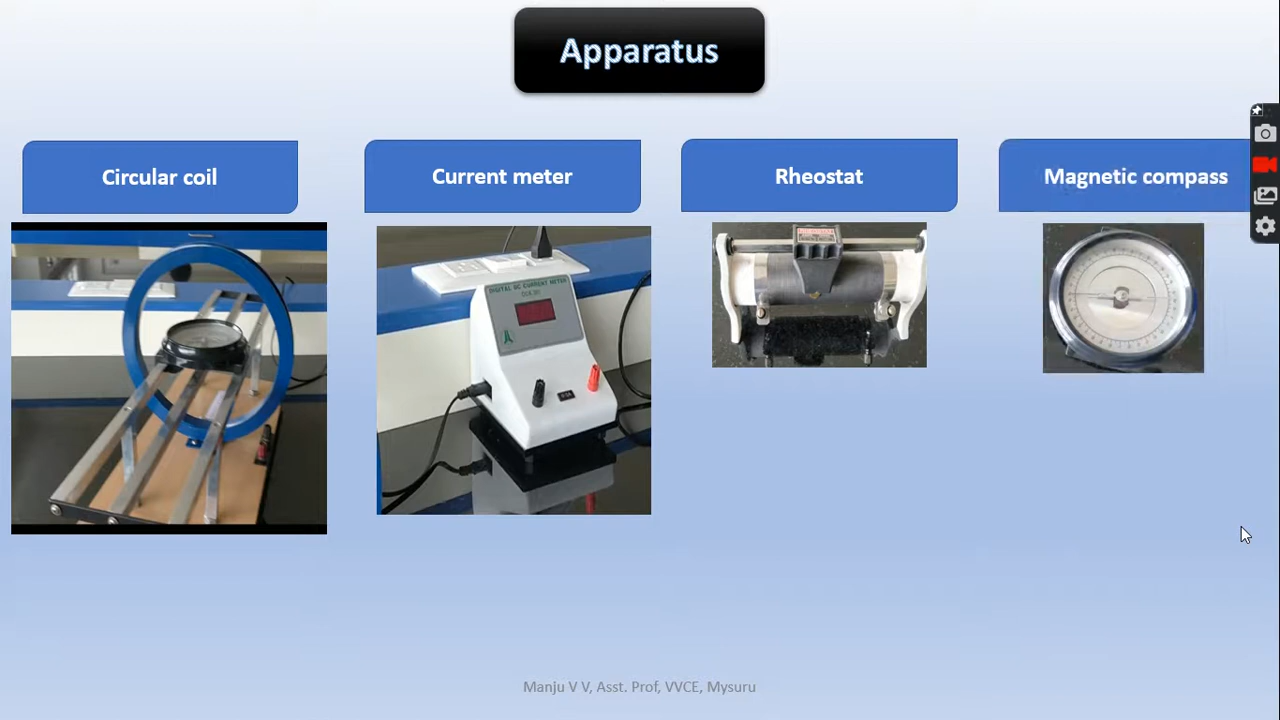 Apparatus
Circular coil
Current meter
Rheostat
Magnetic compass
DIGITAL DC CURRENT METER
Manju V V, Asst. Prof, VVCE, Mysuru